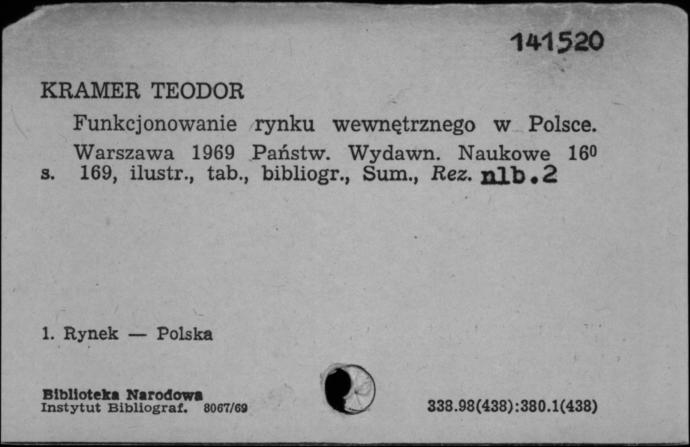 141520
KRAMER TEODOR
Funkcjonowanie rynku wewnętrznego w Polsce.
Warszawa 1969 Państw. Wydawn. Naukowe 16⁰
s. 169, ilustr., tab., bibliogr., Sum., Rez. nlb.2
1. Rynek — Polska
Biblioteka Narodowa
Instytut Bibliograf. 8067/69
338.98(438):380.1(438)